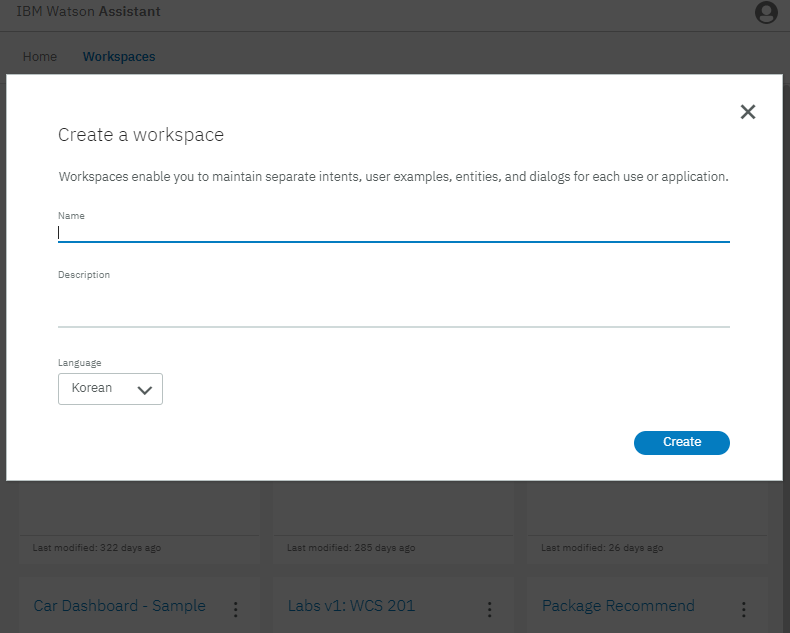 IBM Watson Assistant
Home Workspaces
Create a workspace
Workspaces enable you to maintain separate intents, user examples, entities, and dialogs for each use or application.
Name
Description
Language
Korean
Create
Last modified: 322 days ago
Last modified: 285 days ago
Last modified: 26 days ago
Car Dashboard - Sample
Labs v1: WCS 201
Package Recommend